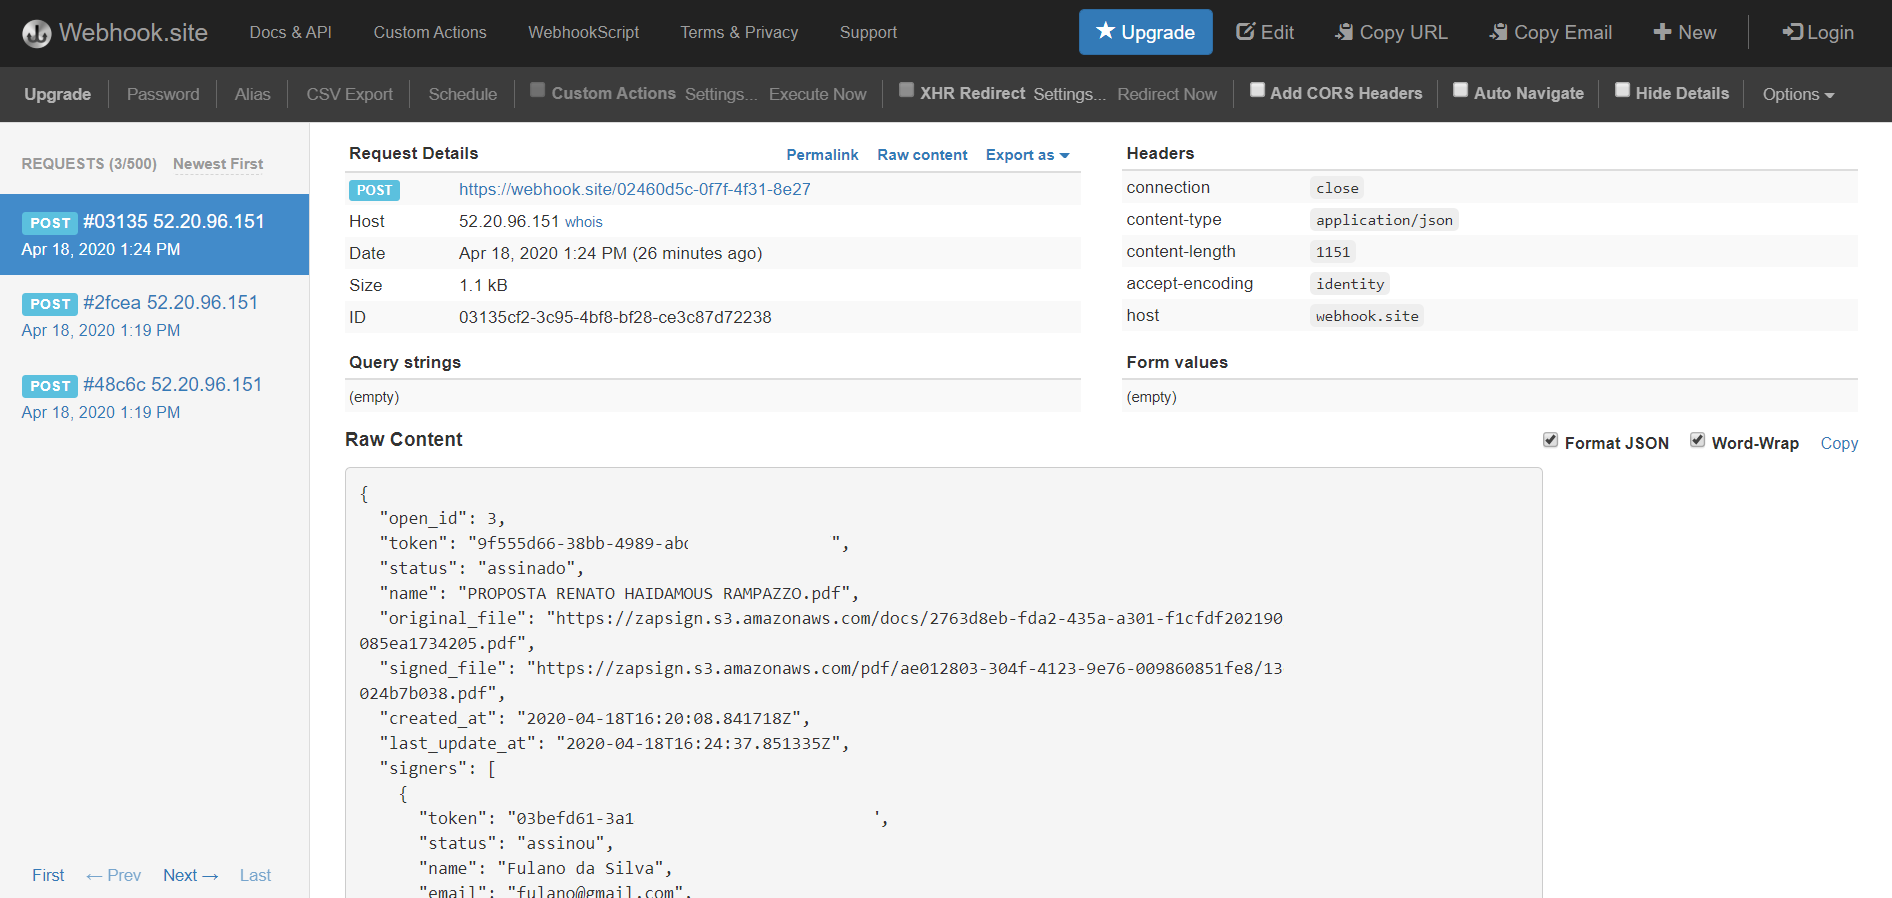 Webhook.site Docs & API Custom Actions WebhookScript Terms & Privacy Support Upgrade Edit Copy URL Copy Email New Login
Upgrade Password Alias CSV Export Schedule Custom Actions Settings... Execute Now XHR Redirect Settings... Redirect Now Add CORS Headers Auto Navigate Hide Details Options
REQUESTS (3/500) Newest First
POST #03135 52.20.96.151
Apr 18, 2020 1:24 PM
POST #2fcea 52.20.96.151
Apr 18, 2020 1:19 PM
POST #48c6c 52.20.96.151
Apr 18, 2020 1:19 PM
First ← Prev Next → Last
Request Details Permalink Raw content Export as
POST https://webhook.site/02460d5c-0f7f-4f31-8e27
Host 52.20.96.151 whois
Date Apr 18, 2020 1:24 PM (26 minutes ago)
Size 1.1 kB
ID 03135cf2-3c95-4bf8-bf28-ce3c87d72238
Headers
connection close
content-type application/json
content-length 1151
accept-encoding identity
host webhook.site
Query strings
(empty)
Form values
(empty)
Raw Content Format JSON Word-Wrap Copy
{
"open_id": 3,
"token": "9f555d66-38bb-4989-abc ",
"status": "assinado",
"name": "PROPOSTA RENATO HAIDAMOUS RAMPAZZO.pdf",
"original_file": "https://zapsign.s3.amazonaws.com/docs/2763d8eb-fda2-435a-a301-f1cfdf202190
085ea1734205.pdf",
"signed_file": "https://zapsign.s3.amazonaws.com/pdf/ae012803-304f-4123-9e76-009860851fe8/13
024b7b038.pdf",
"created_at": "2020-04-18T16:20:08.841718Z",
"last_update_at": "2020-04-18T16:24:37.851335Z",
"signers": [
{
"token": "03befd61-3a1 ',
"status": "assinou",
"name": "Fulano da Silva",
"email": "fulano@gmail.com",